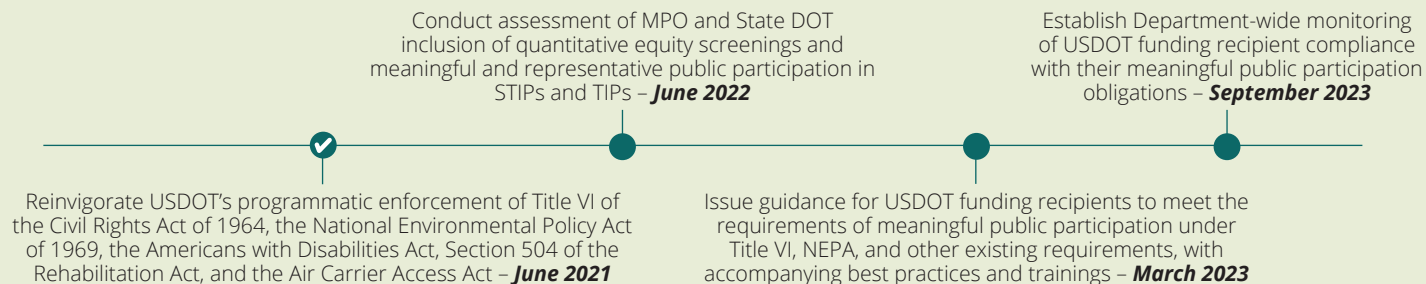 Conduct assessment of MPO and State DOT
inclusion of quantitative equity screenings and
meaningful and representative public participation in
STIPs and TIPs – June 2022
Establish Department-wide monitoring
of USDOT funding recipient compliance
with their meaningful public participation
obligations – September 2023
Reinvigorate USDOT’s programmatic enforcement of Title VI of
the Civil Rights Act of 1964, the National Environmental Policy Act
of 1969, the Americans with Disabilities Act, Section 504 of the
Rehabilitation Act, and the Air Carrier Access Act – June 2021
Issue guidance for USDOT funding recipients to meet the
requirements of meaningful public participation under
Title VI, NEPA, and other existing requirements, with
accompanying best practices and trainings – March 2023